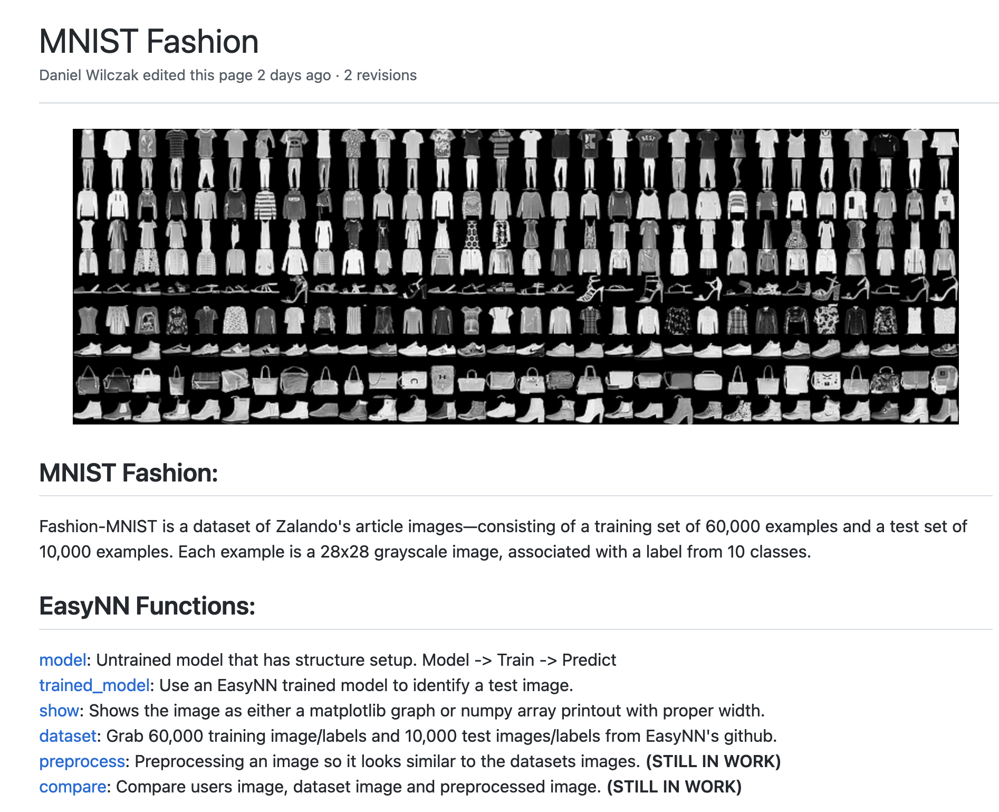 MNIST Fashion
Daniel Wilczak edited this page 2 days ago · 2 revisions
BEST
MNIST Fashion:
Fashion-MNIST is a dataset of Zalando's article images—consisting of a training set of 60,000 examples and a test set of
10,000 examples. Each example is a 28x28 grayscale image, associated with a label from 10 classes.
EasyNN Functions:
model: Untrained model that has structure setup. Model -> Train -> Predict
trained_model: Use an EasyNN trained model to identify a test image.
show: Shows the image as either a matplotlib graph or numpy array printout with proper width.
dataset: Grab 60,000 training image/labels and 10,000 test images/labels from EasyNN's github.
preprocess: Preprocessing an image so it looks similar to the datasets images. (STILL IN WORK)
compare: Compare users image, dataset image and preprocessed image. (STILL IN WORK)